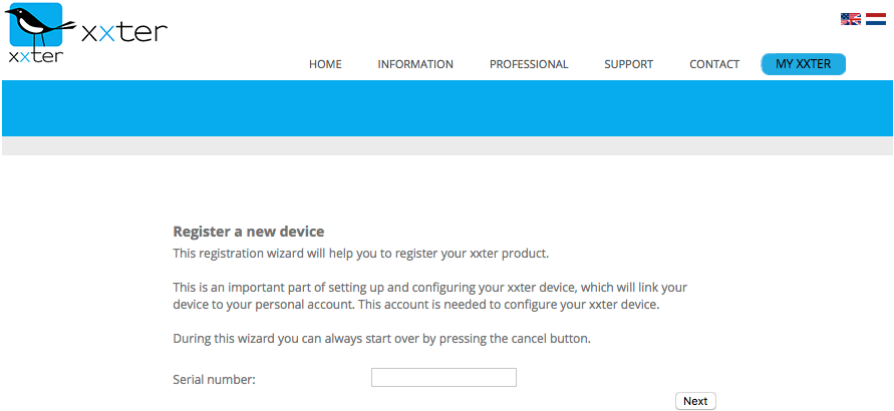 xxter
xxter
HOME INFORMATION PROFESSIONAL SUPPORT CONTACT MY XXTER
Register a new device
This registration wizard will help you to register your xxter product.
This is an important part of setting up and configuring your xxter device, which will link your
device to your personal account. This account is needed to configure your xxter device.
During this wizard you can always start over by pressing the cancel button.
Serial number:
Next